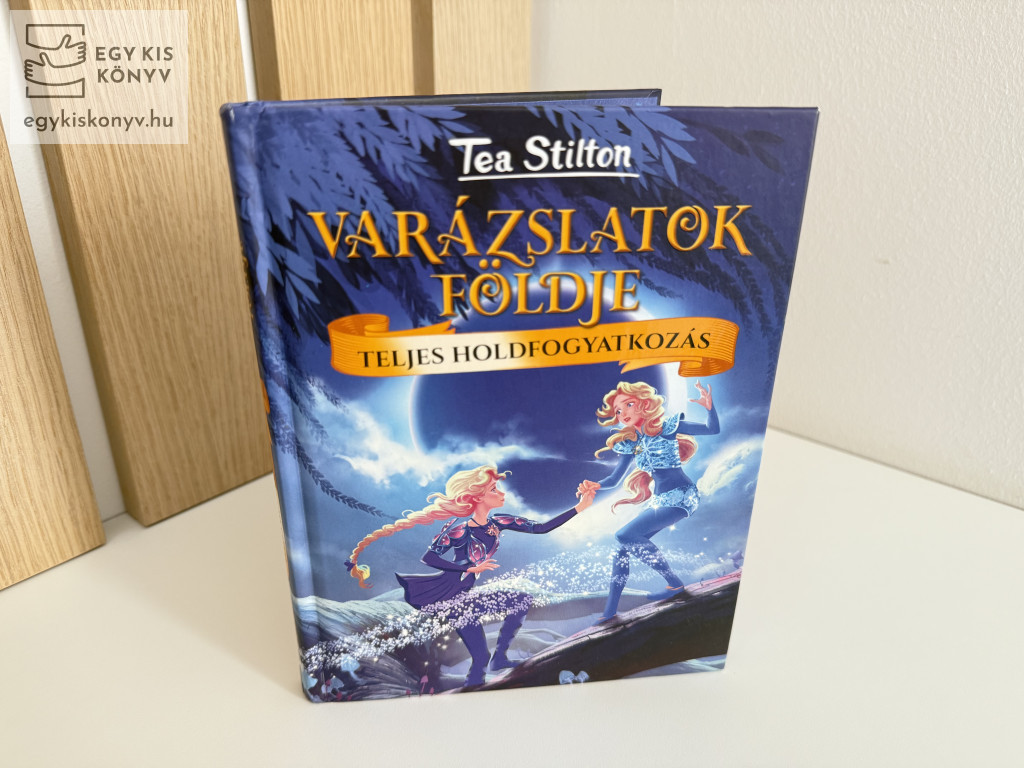 EGY KIS
KÖNYV
egykiskonyv.hu
Tea Stilton
VARÁZSLATOK
FÖLDJE
TELJES HOLDFOGYATKOZÁS